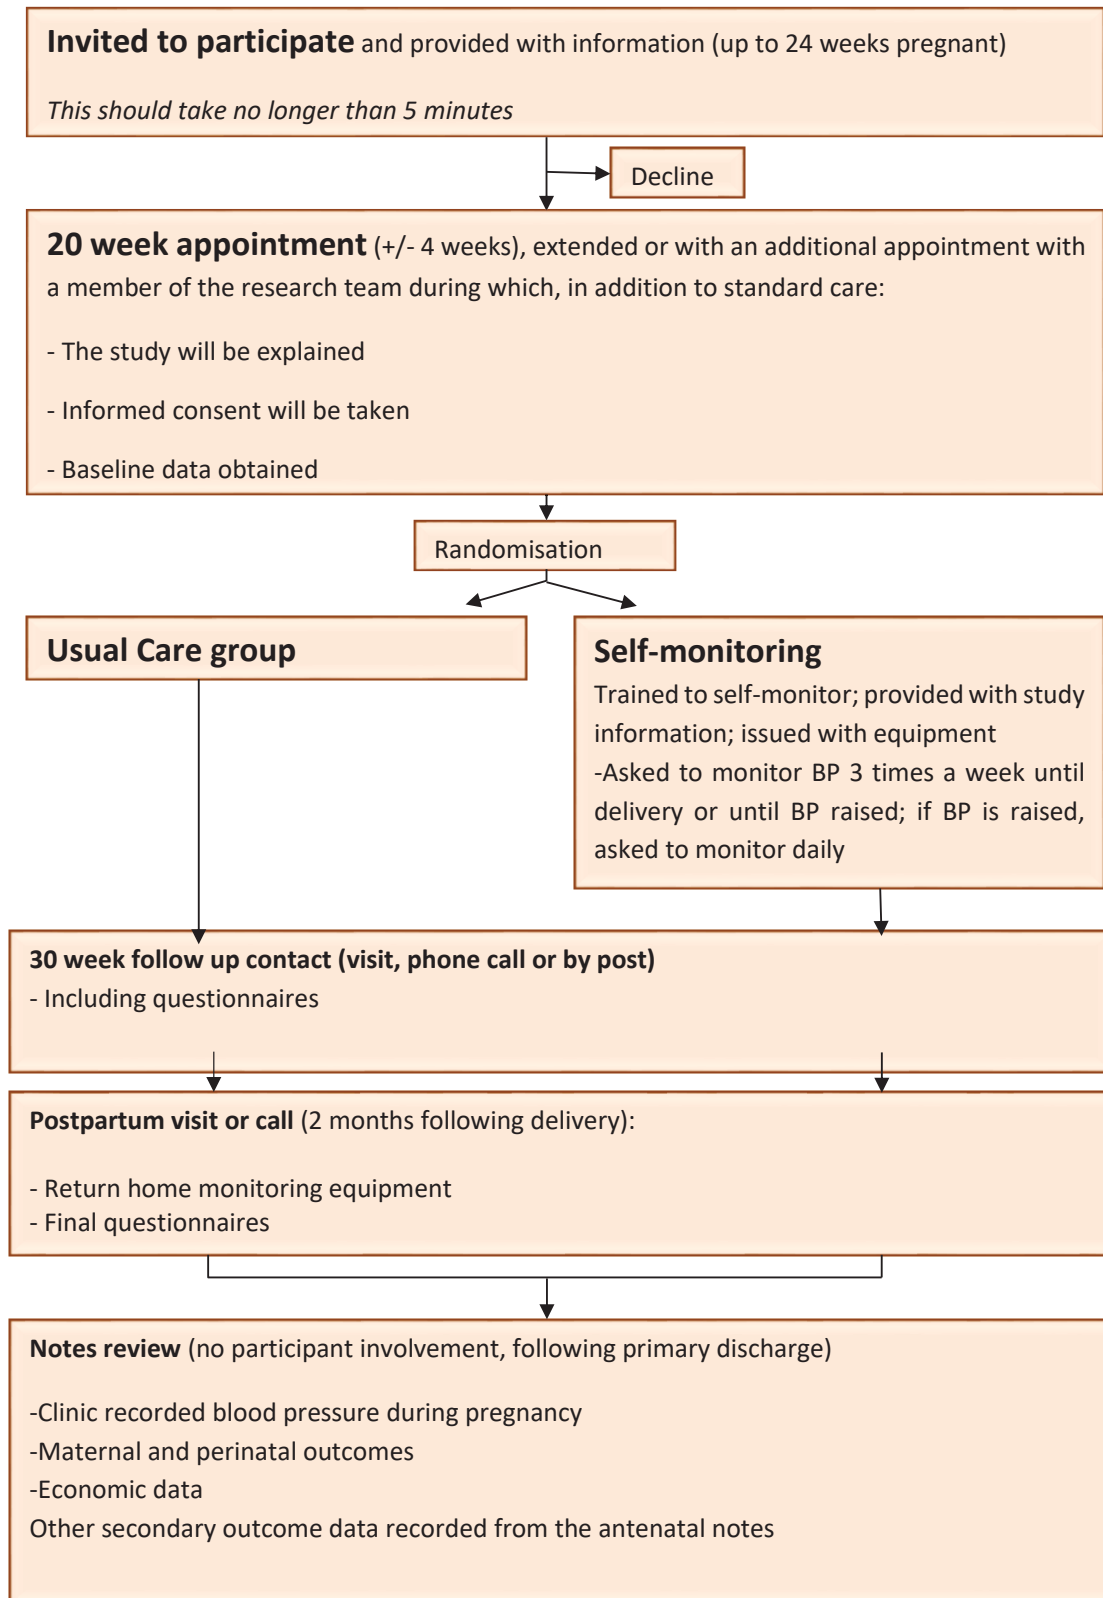 Invited to participate and provided with information (up to 24 weeks pregnant)
This should take no longer than 5 minutes
Decline
20 week appointment (+/- 4 weeks), extended or with an additional appointment with
a member of the research team during which, in addition to standard care:
- The study will be explained
- Informed consent will be taken
- Baseline data obtained
Randomisation
Usual Care group
Self-monitoring
Trained to self-monitor; provided with study
information; issued with equipment
-Asked to monitor BP 3 times a week until
delivery or until BP raised; if BP is raised,
asked to monitor daily
30 week follow up contact (visit, phone call or by post)
- Including questionnaires
Postpartum visit or call (2 months following delivery):
- Return home monitoring equipment
- Final questionnaires
Notes review (no participant involvement, following primary discharge)
-Clinic recorded blood pressure during pregnancy
-Maternal and perinatal outcomes
-Economic data
Other secondary outcome data recorded from the antenatal notes